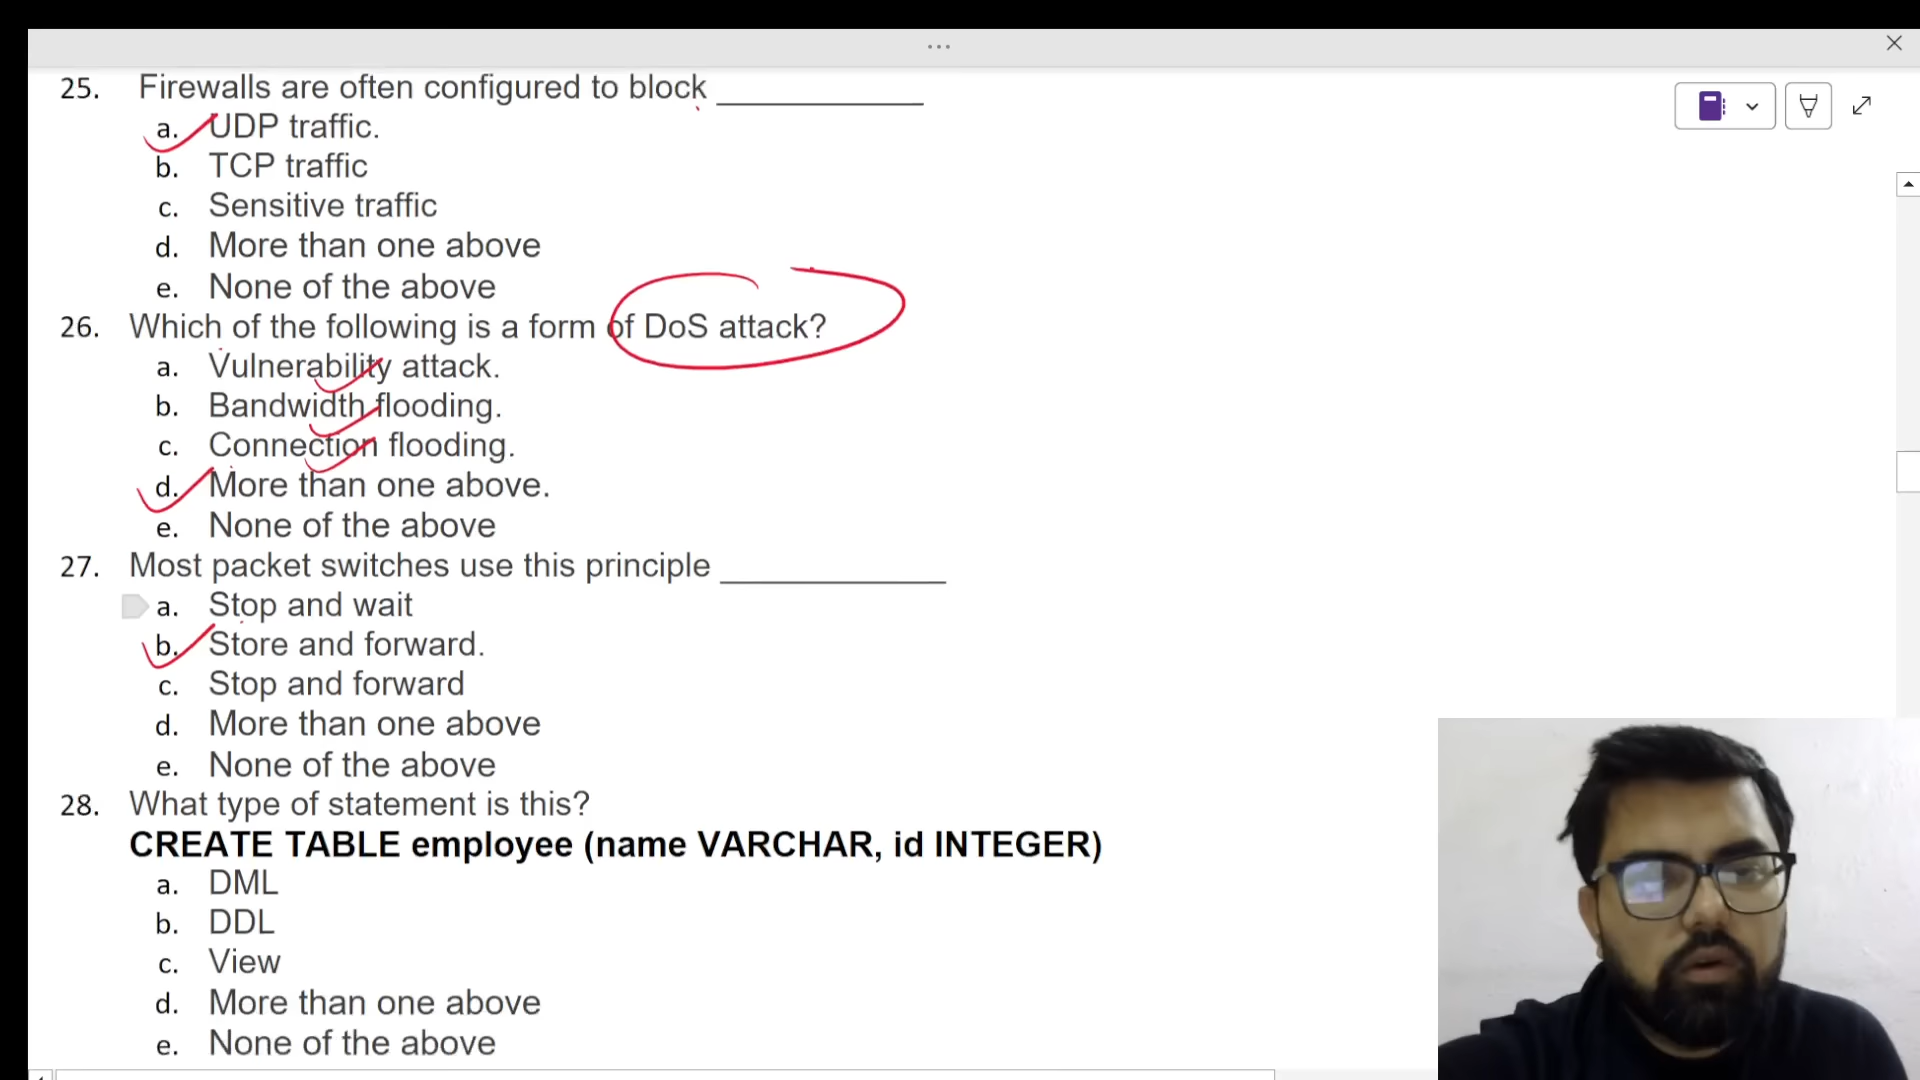 25. Firewalls are often configured to block ____________
a. UDP traffic.
b. TCP traffic
c. Sensitive traffic
d. More than one above
e. None of the above
26. Which of the following is a form of DoS attack?
a. Vulnerability attack.
b. Bandwidth flooding.
c. Connection flooding.
d. More than one above.
e. None of the above
27. Most packet switches use this principle _____________
a. Stop and wait
b. Store and forward.
c. Stop and forward
d. More than one above
e. None of the above
28. What type of statement is this?
CREATE TABLE employee (name VARCHAR, id INTEGER)
a. DML
b. DDL
c. View
d. More than one above
e. None of the above